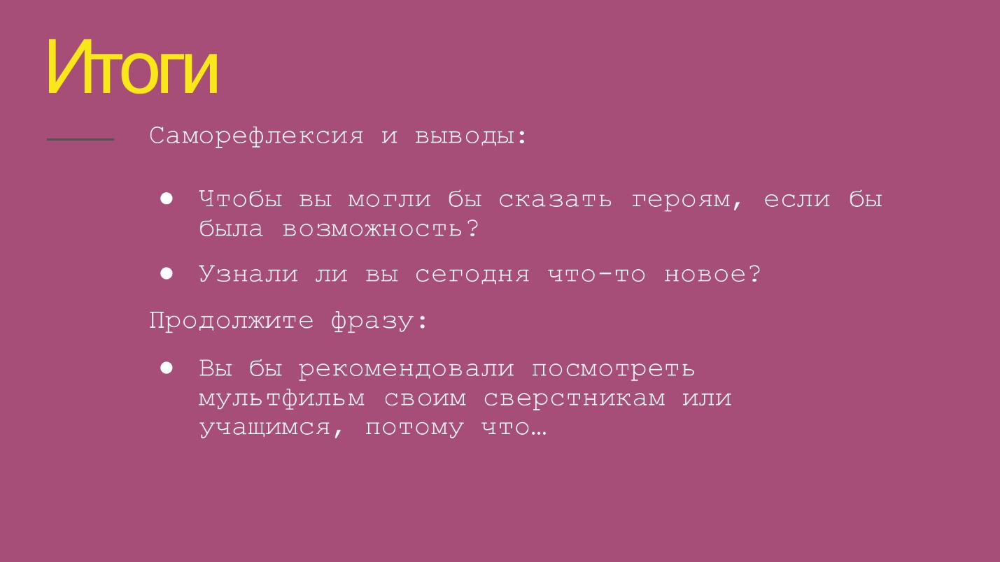 Итоги
Саморефлексия и выводы:
● Чтобы вы могли бы сказать героям, если бы
была возможность?
● Узнали ли вы сегодня что-то новое?
Продолжите фразу:
● Вы бы рекомендовали посмотреть
мультфильм своим сверстникам или
учащимся, потому что…